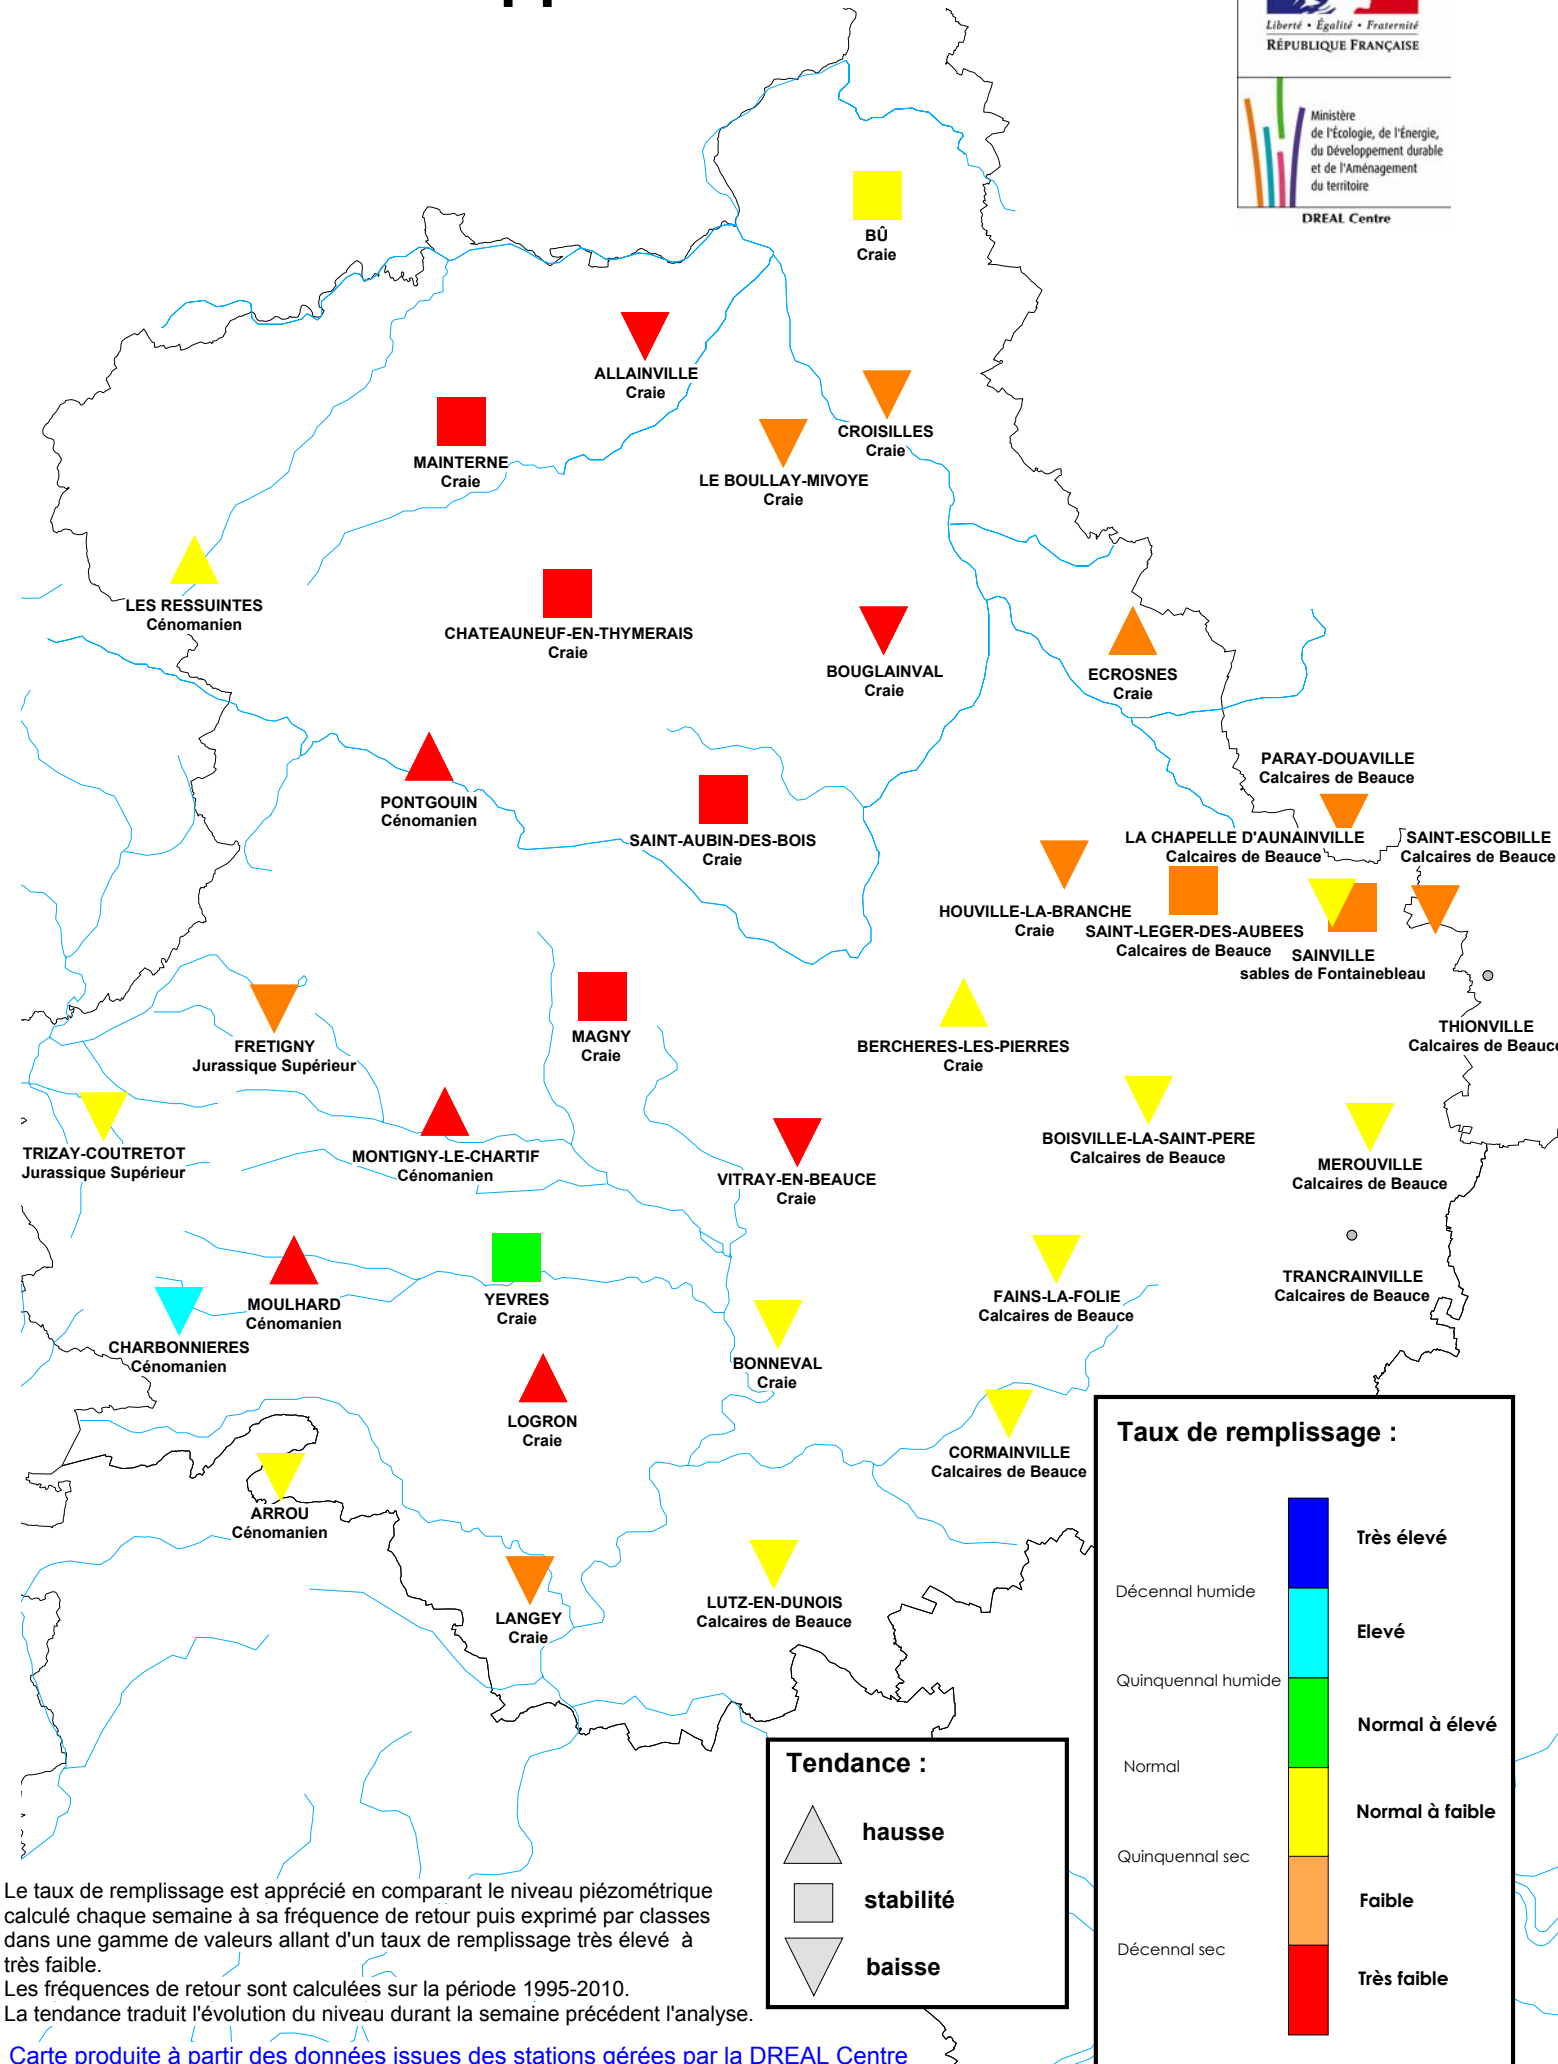 Liberté • Égalité • Fraternité
RÉPUBLIQUE FRANÇAISE
Ministère
de l'Écologie, de l'Énergie,
du Développement durable
et de l'Aménagement
du territoire
DREAL Centre
BÛ
Craie
ALLAINVILLE
Craie
CROISILLES
Craie
MAINTERNE
Craie
LE BOULLAY-MIVOYE
Craie
LES RESSUINTES
Cénomanien
CHATEAUNEUF-EN-THYMERAIS
Craie
BOUGLAINVAL
Craie
ECROSNES
Craie
PARAY-DOUAVILLE
Calcaires de Beauce
PONTGOUIN
Cénomanien
SAINT-AUBIN-DES-BOIS
Craie
LA CHAPELLE D'AUNAINVILLE
Calcaires de Beauce
SAINT-ESCOBILLE
Calcaires de Beauce
HOUVILLE-LA-BRANCHE
Craie
SAINT-LEGER-DES-AUBEES
Calcaires de Beauce
SAINVILLE
sables de Fontainebleau
FRETIGNY
Jurassique Supérieur
MAGNY
Craie
BERCHERES-LES-PIERRES
Craie
THIONVILLE
Calcaires de Beauce
TRIZAY-COUTRETOT
Jurassique Supérieur
MONTIGNY-LE-CHARTIF
Cénomanien
VITRAY-EN-BEAUCE
Craie
BOISVILLE-LA-SAINT-PERE
Calcaires de Beauce
MEROUVILLE
Calcaires de Beauce
MOULHARD
Cénomanien
YEVRES
Craie
FAINS-LA-FOLIE
Calcaires de Beauce
TRANCRAINVILLE
Calcaires de Beauce
CHARBONNIERES
Cénomanien
BONNEVAL
Craie
LOGRON
Craie
CORMAINVILLE
Calcaires de Beauce
ARROU
Cénomanien
LANGEY
Craie
LUTZ-EN-DUNOIS
Calcaires de Beauce
Taux de remplissage :
Très élevé
Décennal humide
Elevé
Quinquennal humide
Normal à élevé
Normal
Normal à faible
Quinquennal sec
Faible
Décennal sec
Très faible
Tendance :
hausse
stabilité
baisse
Le taux de remplissage est apprécié en comparant le niveau piézométrique
calculé chaque semaine à sa fréquence de retour puis exprimé par classes
dans une gamme de valeurs allant d'un taux de remplissage très élevé à
très faible.
Les fréquences de retour sont calculées sur la période 1995-2010.
La tendance traduit l'évolution du niveau durant la semaine précédent l'analyse.
Carte produite à partir des données issues des stations gérées par la DREAL Centre